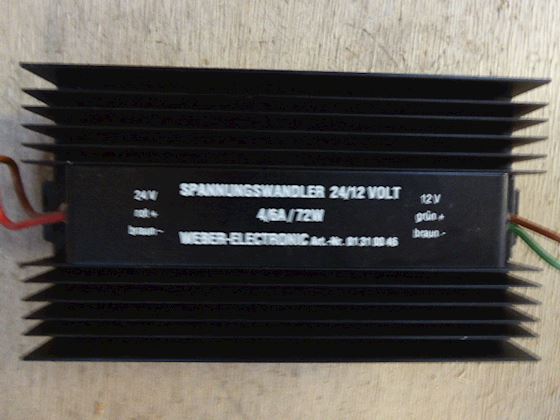 24 V
rot +
braun -
SPANNUNGSWANDLER 24/12 VOLT
4/6A / 72W
WEBER-ELECTRONIC Art.-Nr. 01 31 00 46
12 V
grün +
braun -